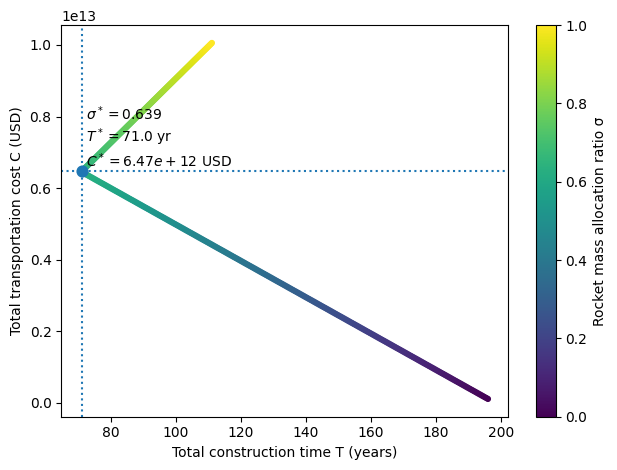 1e13
1.0
0.8
0.6
0.4
0.2
0.0
Total transportation cost C (USD)
σ* = 0.639
T* = 71.0 yr
C* = 6.47e + 12 USD
80
100
120
140
160
180
200
Total construction time T (years)
1.0
0.8
0.6
0.4
0.2
0.0
Rocket mass allocation ratio σ